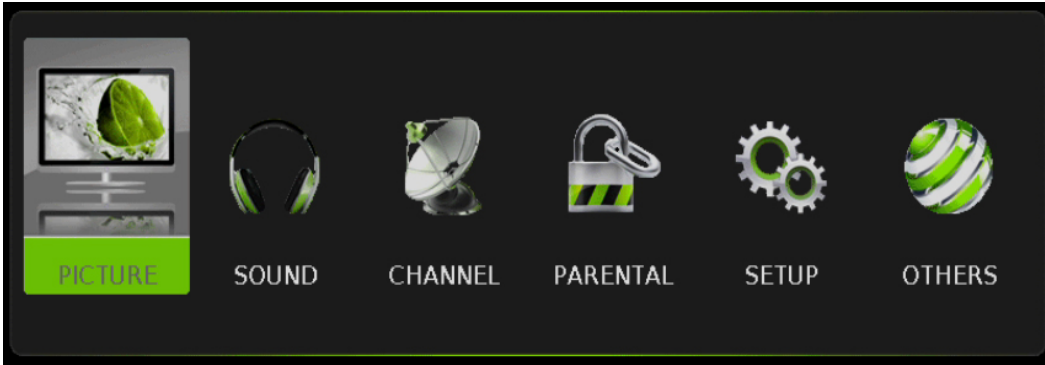 PICTURE
SOUND
CHANNEL
PARENTAL
SETUP
OTHERS